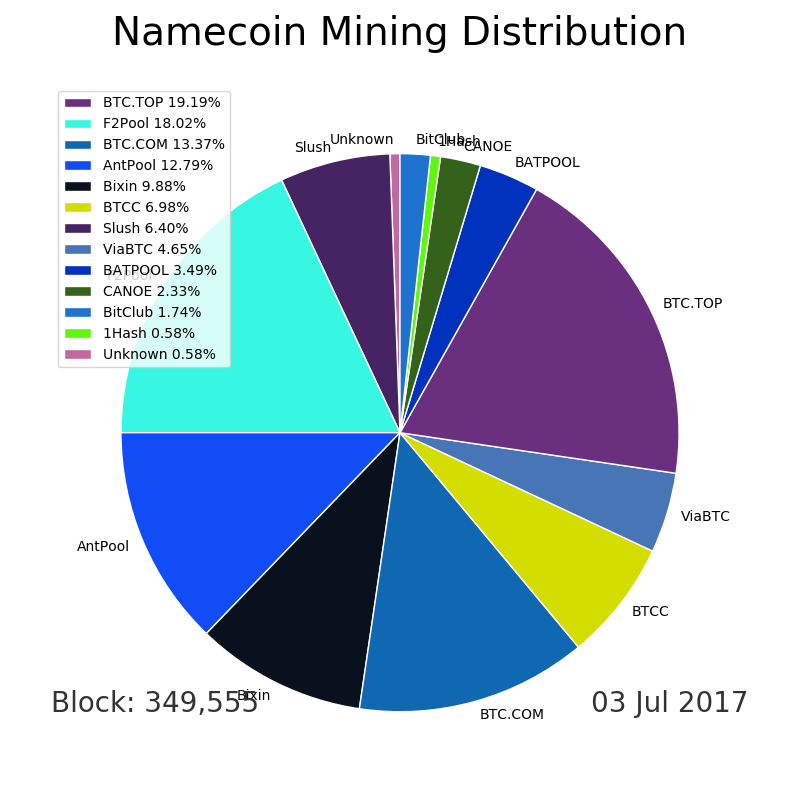 Namecoin Mining Distribution
BTC.TOP 19.19%
F2Pool 18.02%
BTC.COM 13.37%
AntPool 12.79%
Bixin 9.88%
BTCC 6.98%
Slush 6.40%
ViaBTC 4.65%
BATPOOL 3.49%
CANOE 2.33%
BitClub 1.74%
1Hash 0.58%
Unknown 0.58%
Slush
Unknown
BitClub
1Hash
CANOE
BATPOOL
F2Pool
BTC.TOP
ViaBTC
AntPool
BTCC
Bixin
BTC.COM
Block: 349,555
03 Jul 2017